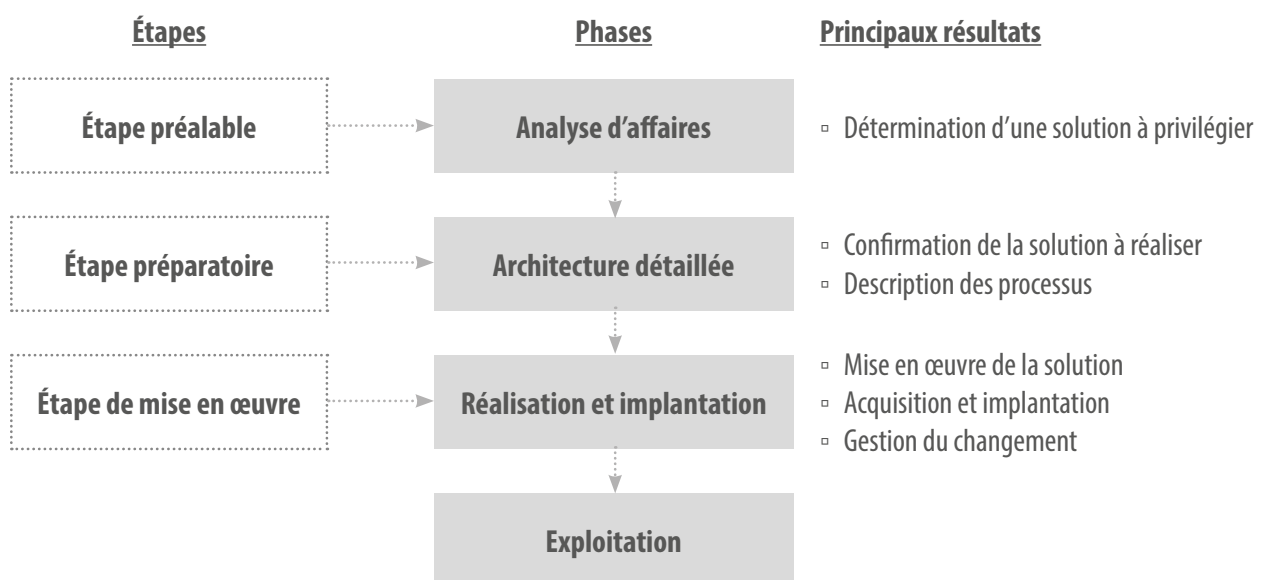 Étapes
Phases
Principaux résultats
Étape préalable
Analyse d'affaires
▫ Détermination d'une solution à privilégier
Étape préparatoire
Architecture détaillée
▫ Confirmation de la solution à réaliser
▫ Description des processus
Étape de mise en œuvre
Réalisation et implantation
▫ Mise en œuvre de la solution
▫ Acquisition et implantation
▫ Gestion du changement
Exploitation